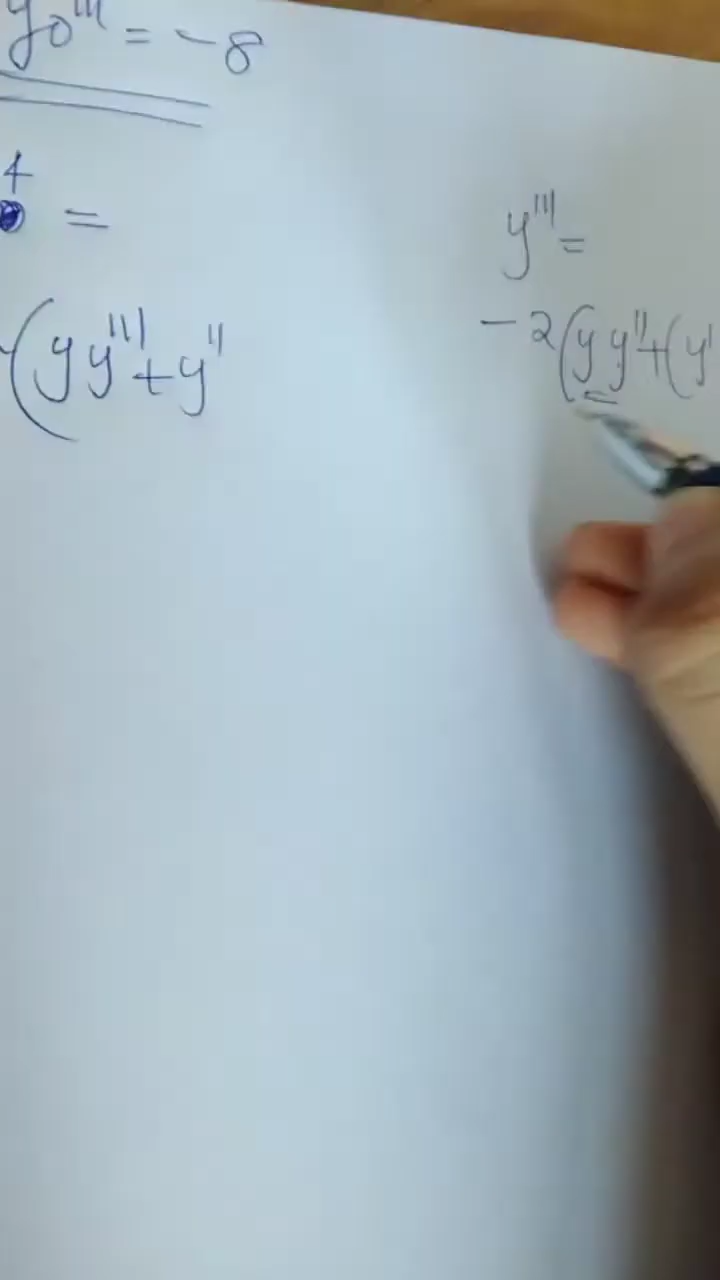 y₀''' = -8
4 =
(yy''' + y''
y''' =
-2(yy'' + (y'